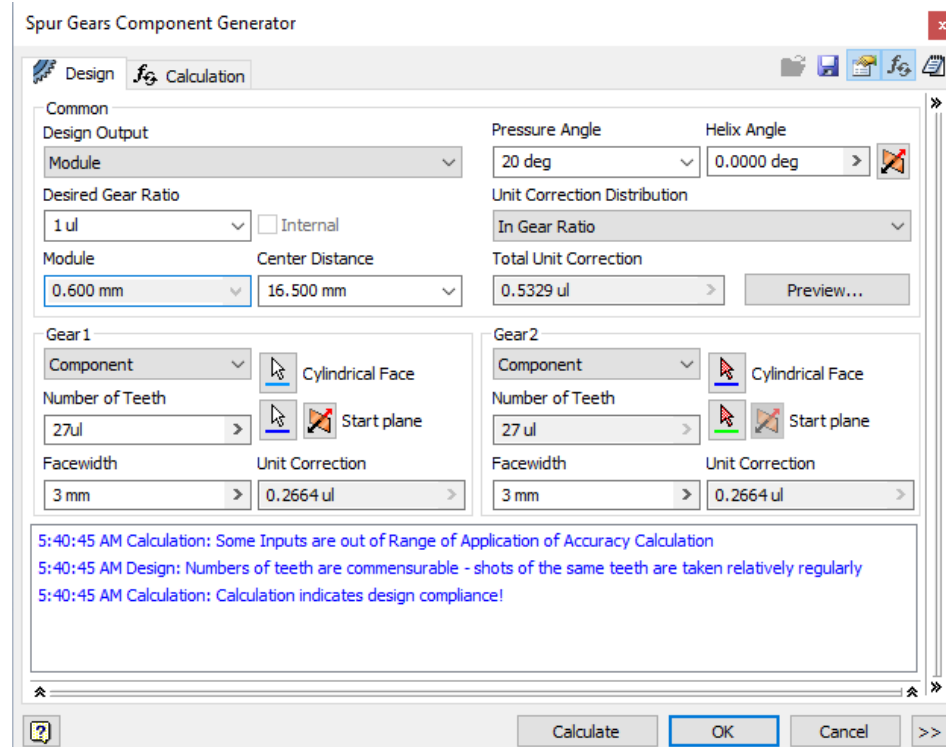 Spur Gears Component Generator
x
Design
fG Calculation
Common
Design Output
Pressure Angle
Helix Angle
Module
20 deg
0.0000 deg
>
Desired Gear Ratio
Unit Correction Distribution
1 ul
Internal
In Gear Ratio
Module
Center Distance
Total Unit Correction
0.600 mm
16.500 mm
0.5329 ul
>
Preview...
Gear1
Gear2
Component
Cylindrical Face
Component
Cylindrical Face
Number of Teeth
Number of Teeth
27ul
>
Start plane
27 ul
>
Start plane
Facewidth
Unit Correction
Facewidth
Unit Correction
3 mm
>
0.2664 ul
>
3 mm
>
0.2664 ul
>
5:40:45 AM Calculation: Some Inputs are out of Range of Application of Accuracy Calculation
5:40:45 AM Design: Numbers of teeth are commensurable - shots of the same teeth are taken relatively regularly
5:40:45 AM Calculation: Calculation indicates design compliance!
?
Calculate
OK
Cancel
>>